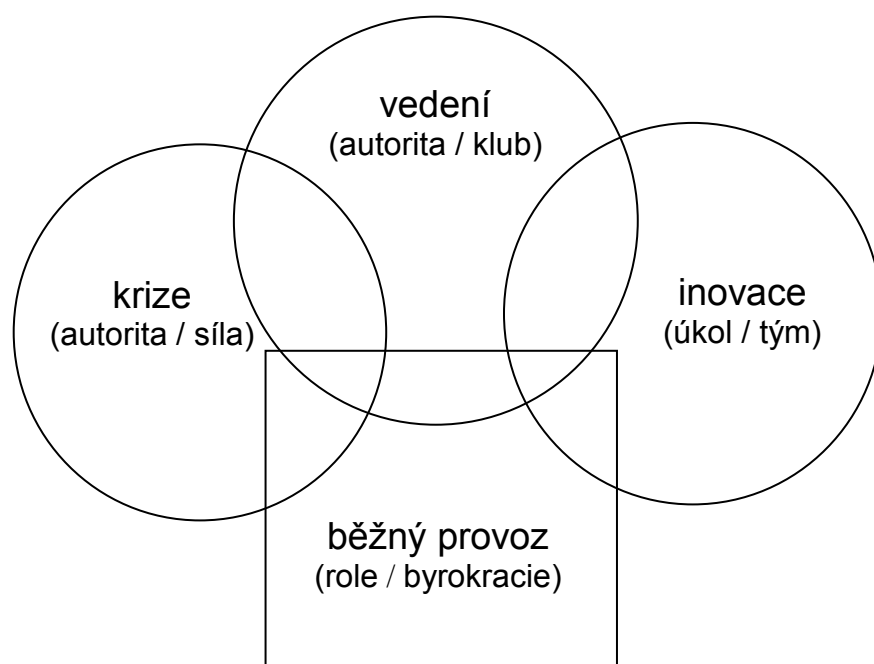 vedení
(autorita / klub)
krize
(autorita / síla)
inovace
(úkol / tým)
běžný provoz
(role / byrokracie)